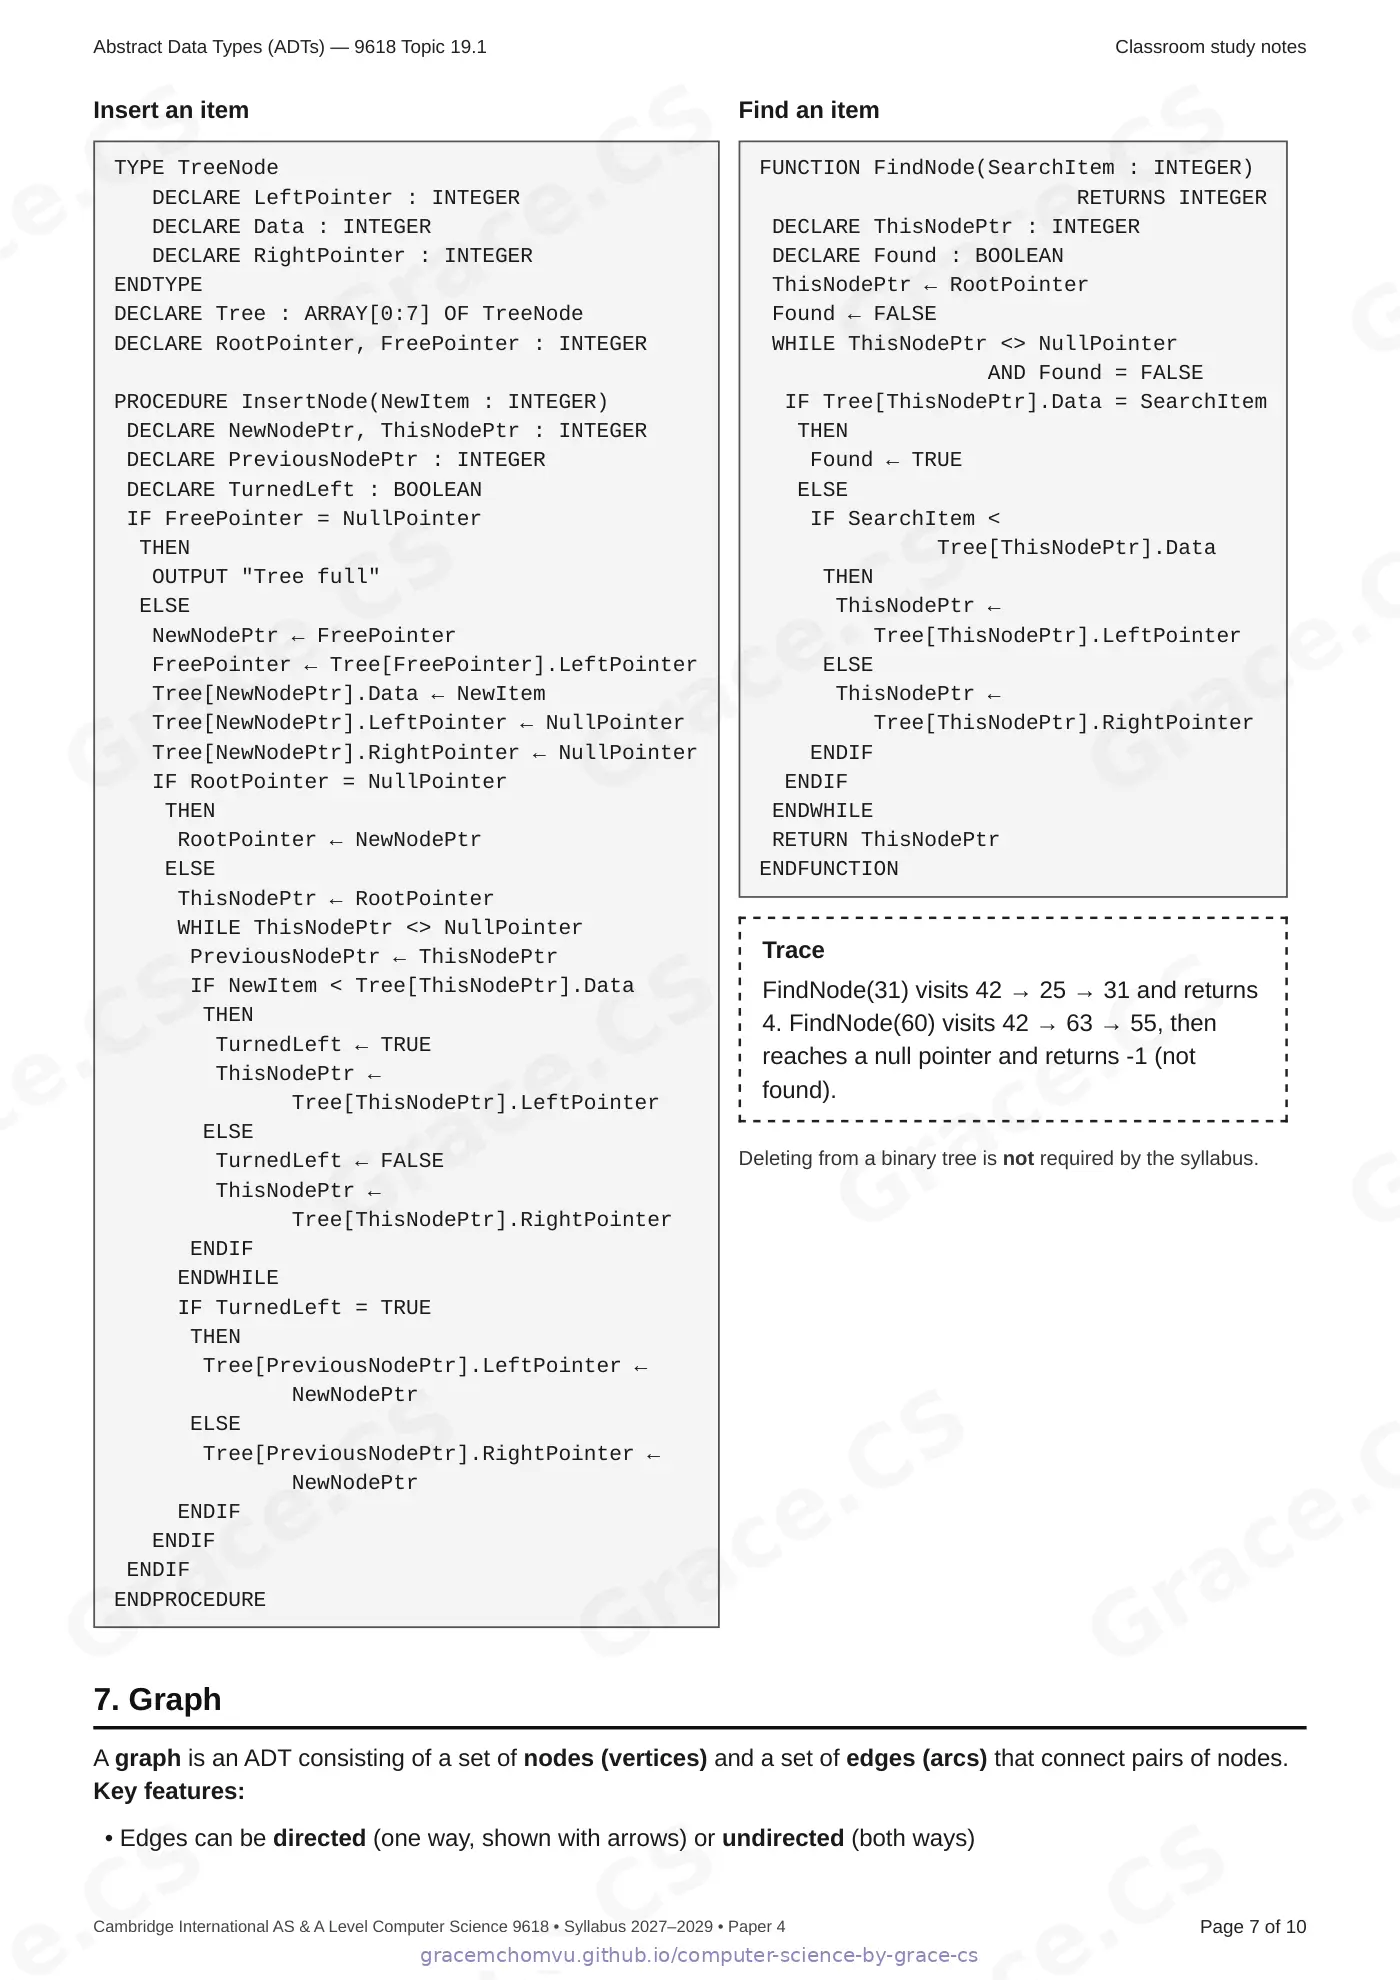 Abstract Data Types (ADTs) — 9618 Topic 19.1
Classroom study notes
Insert an item
TYPE TreeNode
   DECLARE LeftPointer : INTEGER
   DECLARE Data : INTEGER
   DECLARE RightPointer : INTEGER
ENDTYPE
DECLARE Tree : ARRAY[0:7] OF TreeNode
DECLARE RootPointer, FreePointer : INTEGER

PROCEDURE InsertNode(NewItem : INTEGER)
 DECLARE NewNodePtr, ThisNodePtr : INTEGER
 DECLARE PreviousNodePtr : INTEGER
 DECLARE TurnedLeft : BOOLEAN
 IF FreePointer = NullPointer
  THEN
   OUTPUT "Tree full"
  ELSE
   NewNodePtr ← FreePointer
   FreePointer ← Tree[FreePointer].LeftPointer
   Tree[NewNodePtr].Data ← NewItem
   Tree[NewNodePtr].LeftPointer ← NullPointer
   Tree[NewNodePtr].RightPointer ← NullPointer
   IF RootPointer = NullPointer
    THEN
     RootPointer ← NewNodePtr
    ELSE
     ThisNodePtr ← RootPointer
     WHILE ThisNodePtr <> NullPointer
      PreviousNodePtr ← ThisNodePtr
      IF NewItem < Tree[ThisNodePtr].Data
       THEN
        TurnedLeft ← TRUE
        ThisNodePtr ←
              Tree[ThisNodePtr].LeftPointer
       ELSE
        TurnedLeft ← FALSE
        ThisNodePtr ←
              Tree[ThisNodePtr].RightPointer
      ENDIF
     ENDWHILE
     IF TurnedLeft = TRUE
      THEN
       Tree[PreviousNodePtr].LeftPointer ←
              NewNodePtr
      ELSE
       Tree[PreviousNodePtr].RightPointer ←
              NewNodePtr
     ENDIF
   ENDIF
 ENDIF
ENDPROCEDURE
Find an item
FUNCTION FindNode(SearchItem : INTEGER)
                         RETURNS INTEGER
 DECLARE ThisNodePtr : INTEGER
 DECLARE Found : BOOLEAN
 ThisNodePtr ← RootPointer
 Found ← FALSE
 WHILE ThisNodePtr <> NullPointer
                  AND Found = FALSE
  IF Tree[ThisNodePtr].Data = SearchItem
   THEN
    Found ← TRUE
   ELSE
    IF SearchItem <
              Tree[ThisNodePtr].Data
     THEN
      ThisNodePtr ←
         Tree[ThisNodePtr].LeftPointer
     ELSE
      ThisNodePtr ←
         Tree[ThisNodePtr].RightPointer
    ENDIF
  ENDIF
 ENDWHILE
 RETURN ThisNodePtr
ENDFUNCTION
Trace
FindNode(31) visits 42 → 25 → 31 and returns
4. FindNode(60) visits 42 → 63 → 55, then
reaches a null pointer and returns -1 (not
found).
Deleting from a binary tree is not required by the syllabus.
7. Graph
A graph is an ADT consisting of a set of nodes (vertices) and a set of edges (arcs) that connect pairs of nodes.
Key features:
• Edges can be directed (one way, shown with arrows) or undirected (both ways)
Cambridge International AS & A Level Computer Science 9618 • Syllabus 2027–2029 • Paper 4
Page 7 of 10
gracemchomvu.github.io/computer-science-by-grace-cs
Grace.CS